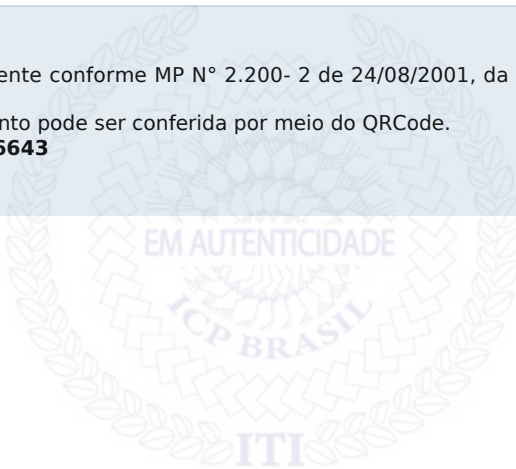 ente conforme MP N° 2.200- 2 de 24/08/2001, da
nto pode ser conferida por meio do QRCode.
6643
EM AUTENTICIDADE
ICP BRASIL
ITI